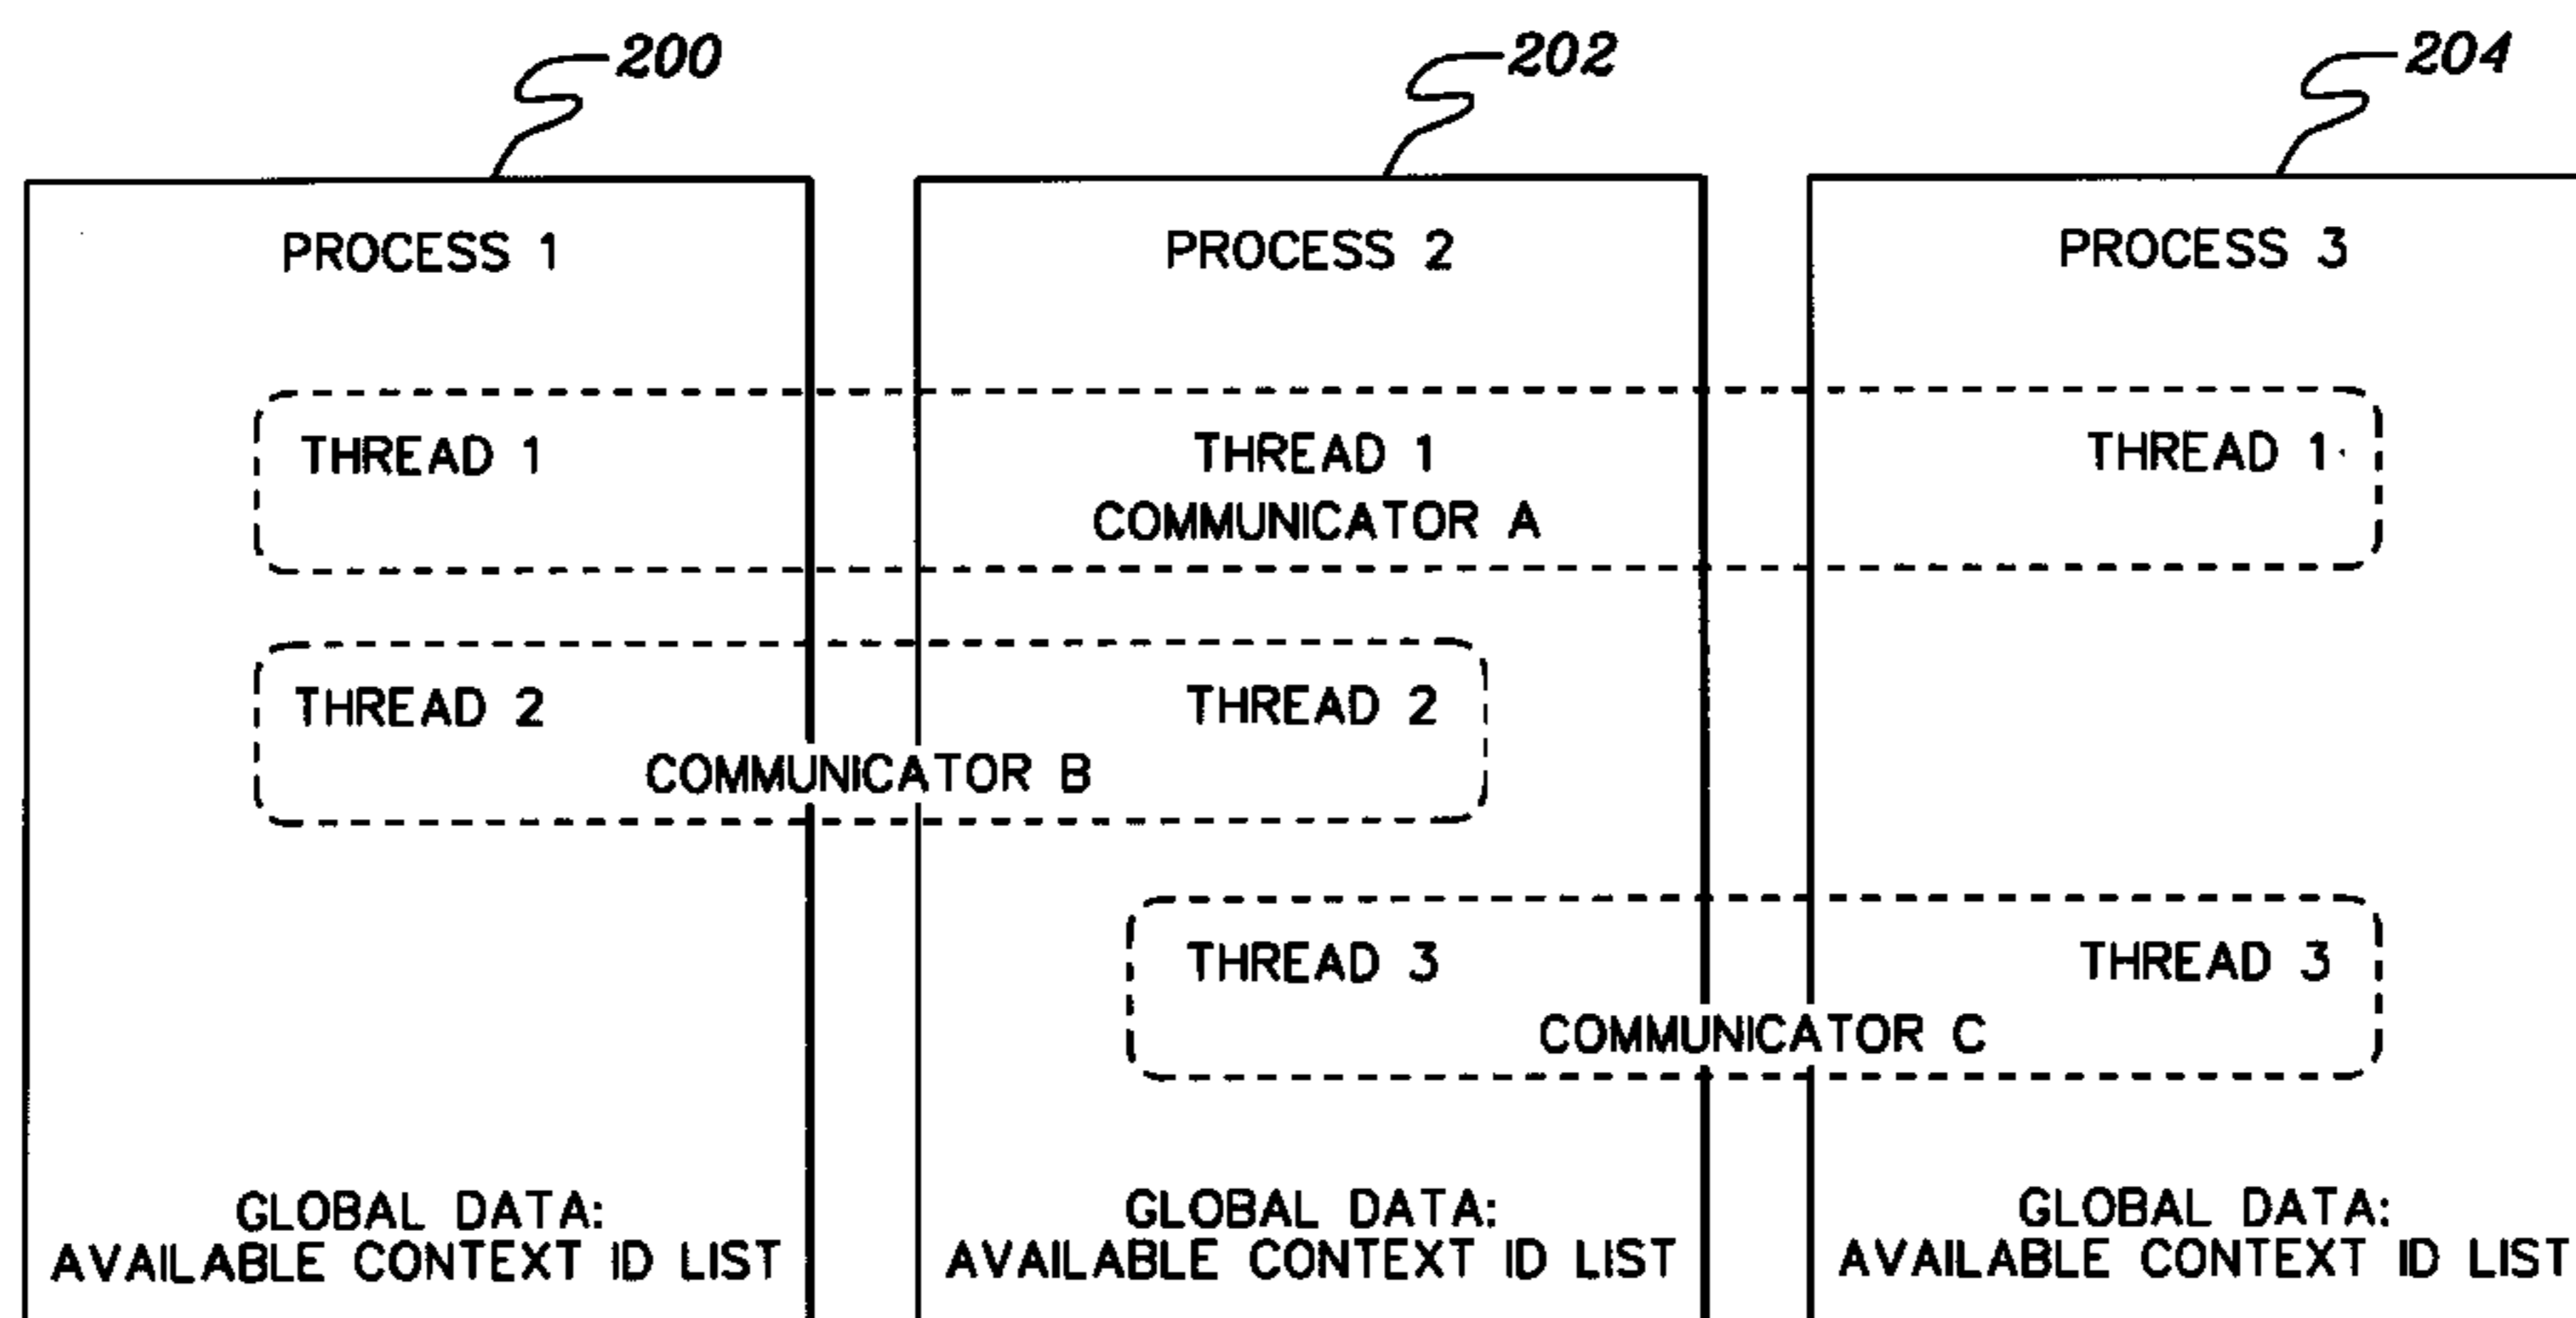 200 202 204
PROCESS 1 PROCESS 2 PROCESS 3
THREAD 1 THREAD 1 THREAD 1
COMMUNICATOR A
THREAD 2 THREAD 2
COMMUNICATOR B
THREAD 3 THREAD 3
COMMUNICATOR C
GLOBAL DATA: GLOBAL DATA: GLOBAL DATA:
AVAILABLE CONTEXT ID LIST AVAILABLE CONTEXT ID LIST AVAILABLE CONTEXT ID LIST